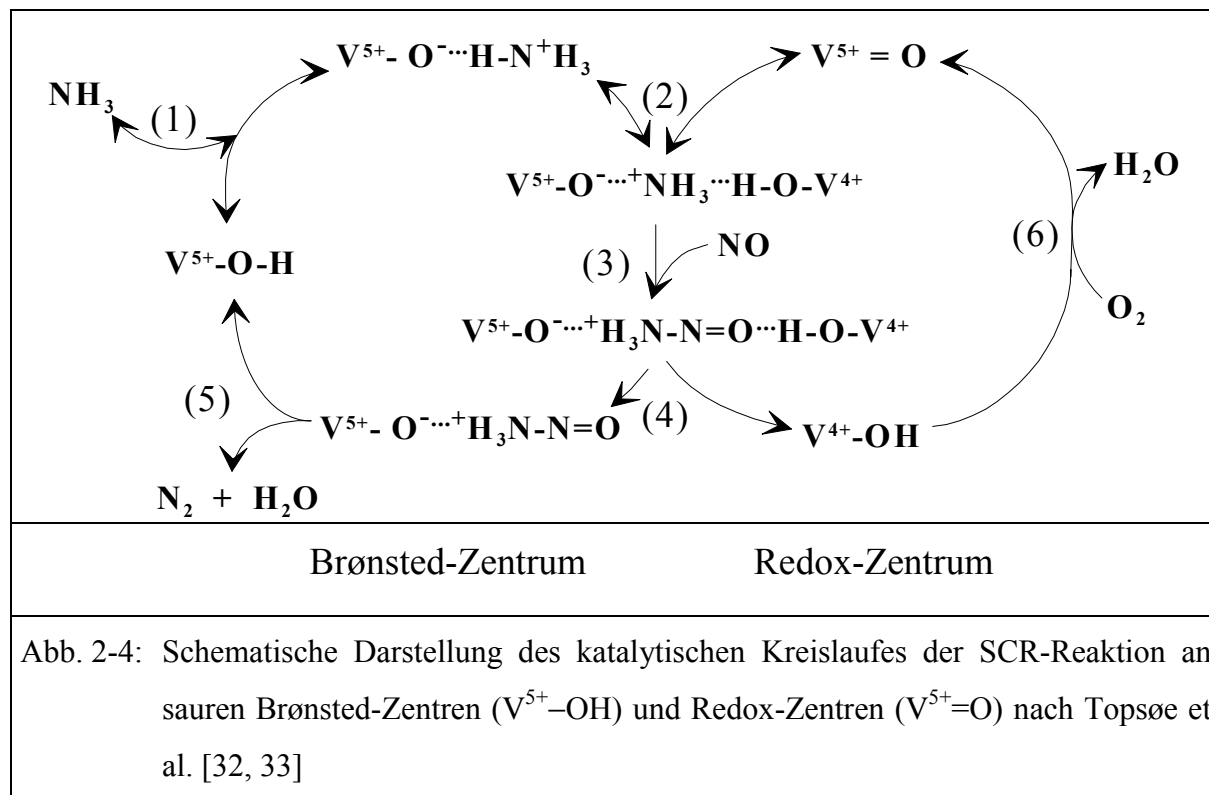 V⁵⁺- O⁻···H-N⁺H₃
V⁵⁺ = O
NH₃
(1)
(2)
V⁵⁺-O⁻···⁺NH₃···H-O-V⁴⁺
H₂O
(3)
NO
(6)
V⁵⁺-O-H
V⁵⁺-O⁻···⁺H₃N-N=O···H-O-V⁴⁺
O₂
(5)
V⁵⁺- O⁻···⁺H₃N-N=O
(4)
V⁴⁺-OH
N₂ + H₂O
Brønsted-Zentrum Redox-Zentrum
Abb. 2-4: Schematische Darstellung des katalytischen Kreislaufes der SCR-Reaktion an
sauren Brønsted-Zentren (V⁵⁺–OH) und Redox-Zentren (V⁵⁺=O) nach Topsøe et
al. [32, 33]